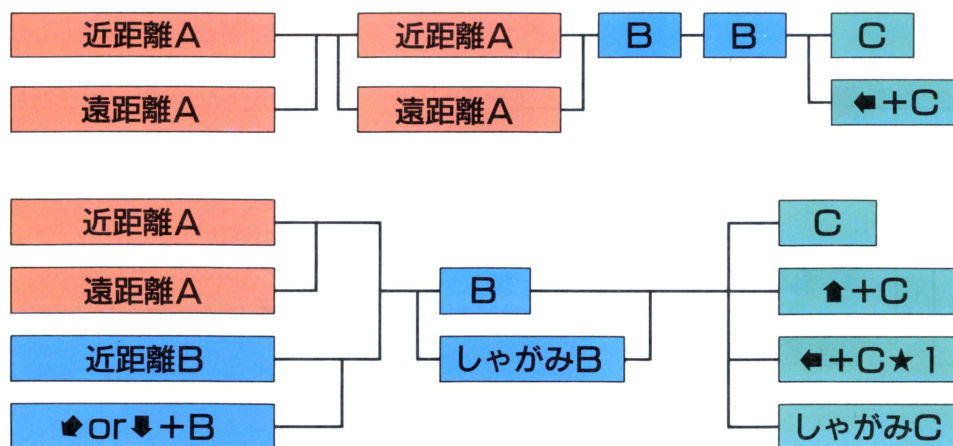 近距離A 近距離A B B C
遠距離A 遠距離A ⬅+C
近距離A C
遠距離A B ⬆+C
近距離B しゃがみB ⬅+C★1
⬋or⬇+B しゃがみC